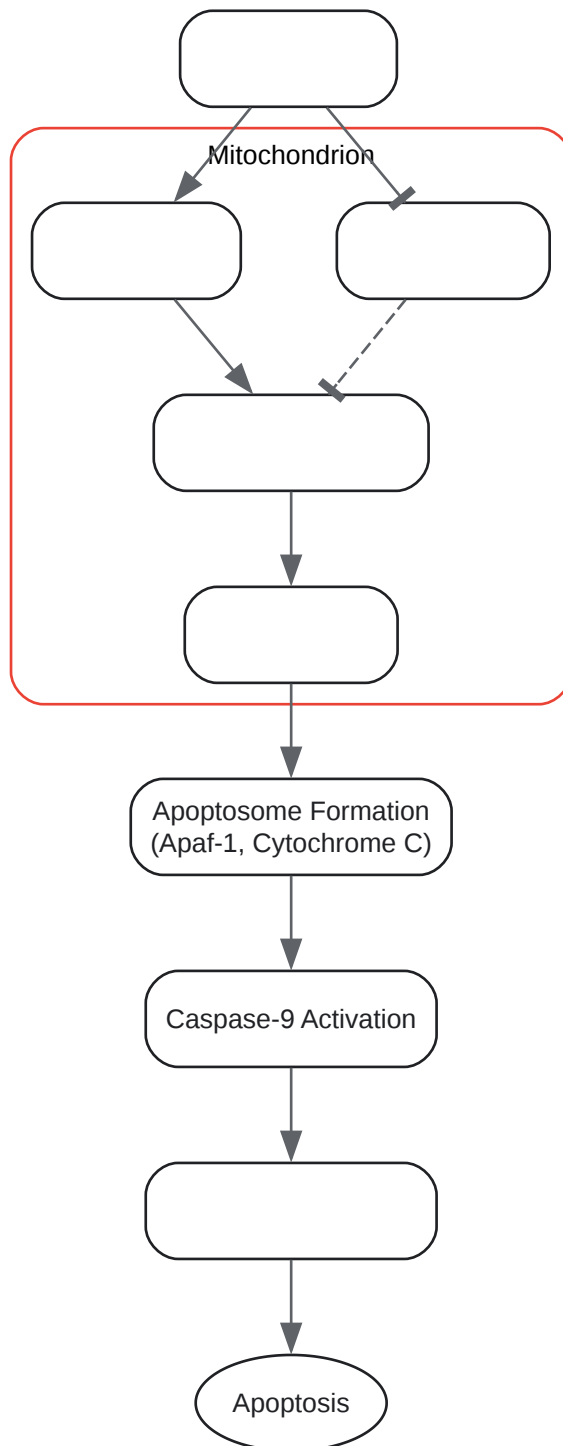 Mitochondrion
Apoptosome Formation
(Apaf-1, Cytochrome C)
Caspase-9 Activation
Apoptosis